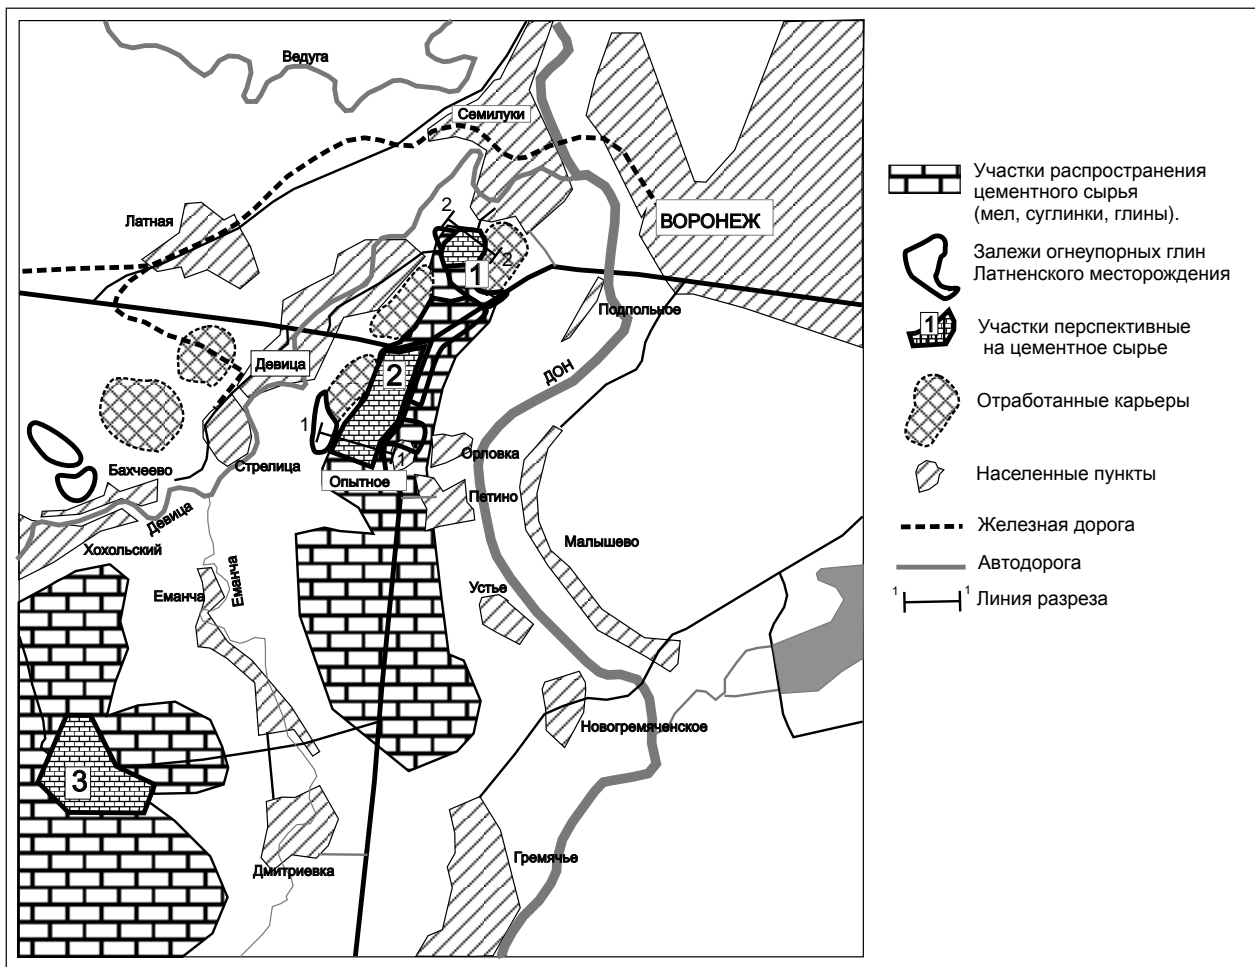 Ведуга
Семилуки
Латная
2
ВОРОНЕЖ
2
1
Подпольное
Девица
2
ДОН
1
1
Орловка
Бахчеево
Стрелица
Опытное
Петино
Девица
Хохольский
Малышево
Еманча
Еманча
Устье
Новогремяченское
3
Гремячье
Дмитриевка
Участки распространения
цементного сырья
(мел, суглинки, глины).
Залежи огнеупорных глин
Латненского месторождения
1
Участки перспективные
на цементное сырье
Отработанные карьеры
Населенные пункты
Железная дорога
Автодорога
1 1 Линия разреза